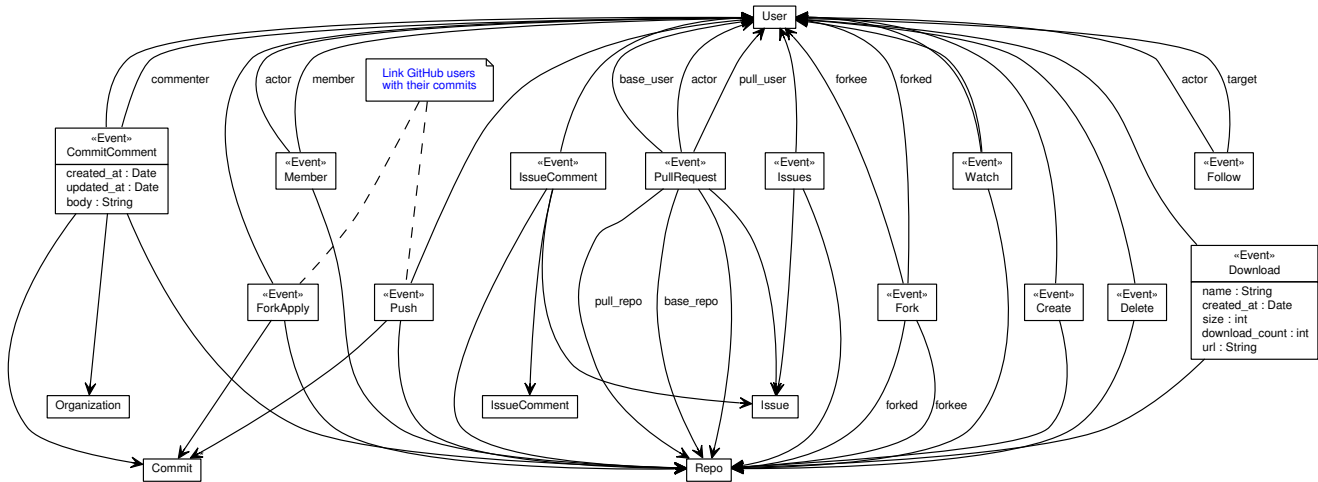 User
commenter
actor
member
Link GitHub users
with their commits
base_user
actor
pull_user
forkee
forked
actor
target
«Event»
CommitComment
created_at : Date
updated_at : Date
body : String
«Event»
Member
«Event»
IssueComment
«Event»
PullRequest
«Event»
Issues
«Event»
Watch
«Event»
Follow
«Event»
ForkApply
«Event»
Push
pull_repo
base_repo
«Event»
Fork
«Event»
Create
«Event»
Delete
«Event»
Download
name : String
created_at : Date
size : int
download_count : int
url : String
Organization
IssueComment
Issue
forked
forkee
Commit
Repo